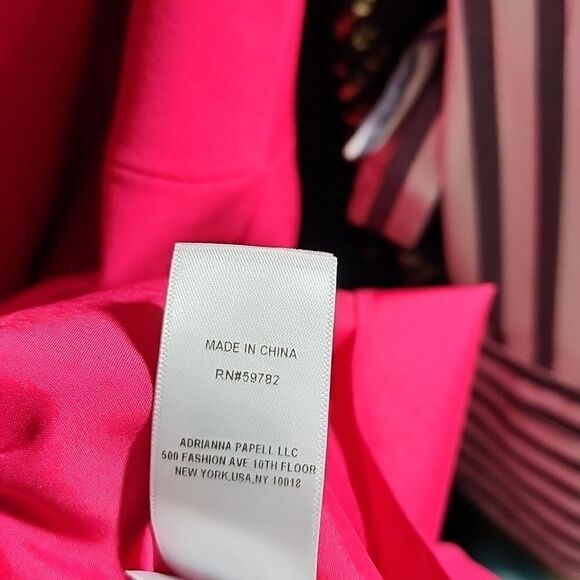 MADE IN CHINA
RN#59782
ADRIANNA PAPELL LLC
500 FASHION AVE 10TH FLOOR
NEW YORK,USA,NY 10018